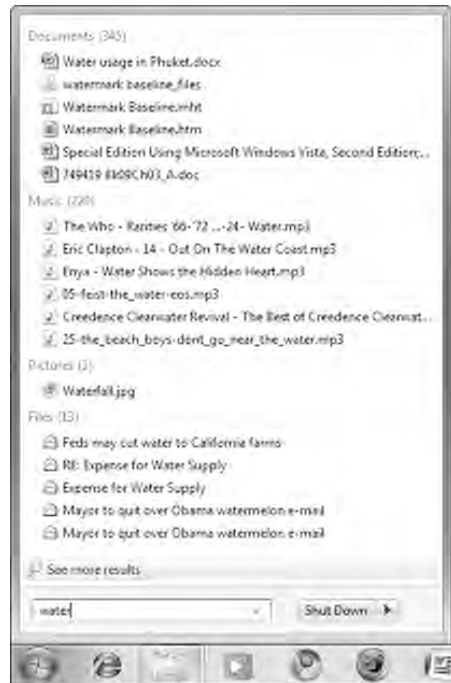 Documents (345)
Water usage in Phuket.docx
watermark baseline_files
Watermark Baseline.mht
Watermark Baseline.htm
Special Edition Using Microsoft Windows Vista, Second Edition;...
Music (220)
The Who - Rarities '66-'72 ...-24- Water.mp3
Eric Clapton - 14 - Out On The Water Coast.mp3
Enya - Water Shows the Hidden Heart.mp3
05-feist-the_water-eos.mp3
Creedence Clearwater Revival - The Best of Creedence Clearwat...
25-the_beach_boys-dont_go_near_the_water.mp3
Pictures (2)
Waterfall.jpg
Files (13)
Feds may cut water to California farms
RE: Expense for Water Supply
Expense for Water Supply
Mayor to quit over Obama watermelon e-mail
Mayor to quit over Obama watermelon e-mail
See more results
water
Shut Down